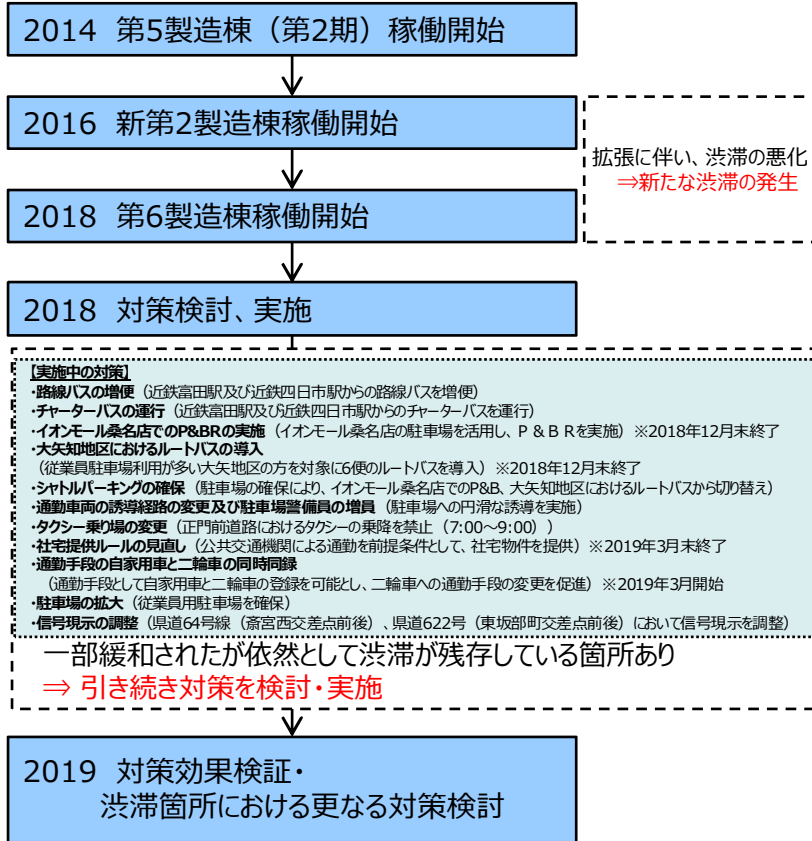 2014 第5製造棟（第2期）稼働開始
2016 新第2製造棟稼働開始
拡張に伴い、渋滞の悪化
⇒新たな渋滞の発生
2018 第6製造棟稼働開始
2018 対策検討、実施
【実施中の対策】
・路線バスの増便（近鉄富田駅及び近鉄四日市駅からの路線バスを増便）
・チャーターバスの運行（近鉄富田駅及び近鉄四日市駅からのチャーターバスを運行）
・イオンモール桑名店でのP&BRの実施（イオンモール桑名店の駐車場を活用し、P＆BRを実施）※2018年12月末終了
・大矢知地区におけるルートバスの導入
（従業員駐車場利用が多い大矢地区の方を対象に6便のルートバスを導入）※2018年12月末終了
・シャトルパーキングの確保（駐車場の確保により、イオンモール桑名店でのP&B、大矢知地区におけるルートバスから切り替え）
・通勤車両の誘導経路の変更及び駐車場警備員の増員（駐車場への円滑な誘導を実施）
・タクシー乗り場の変更（正門前道路におけるタクシーの乗降を禁止（7:00～9:00））
・社宅提供ルールの見直し（公共交通機関による通勤を前提条件として、社宅物件を提供）※2019年3月末終了
・通勤手段の自家用車と二輪車の同時同録
（通勤手段として自家用車と二輪車の登録を可能とし、二輪車への通勤手段の変更を促進）※2019年3月開始
・駐車場の拡大（従業員用駐車場を確保）
・信号現示の調整（県道64号線（斎宮西交差点前後）、県道622号（東坂部町交差点前後）において信号現示を調整）
一部緩和されたが依然として渋滞が残存している箇所あり
⇒ 引き続き対策を検討・実施
2019 対策効果検証・
渋滞箇所における更なる対策検討